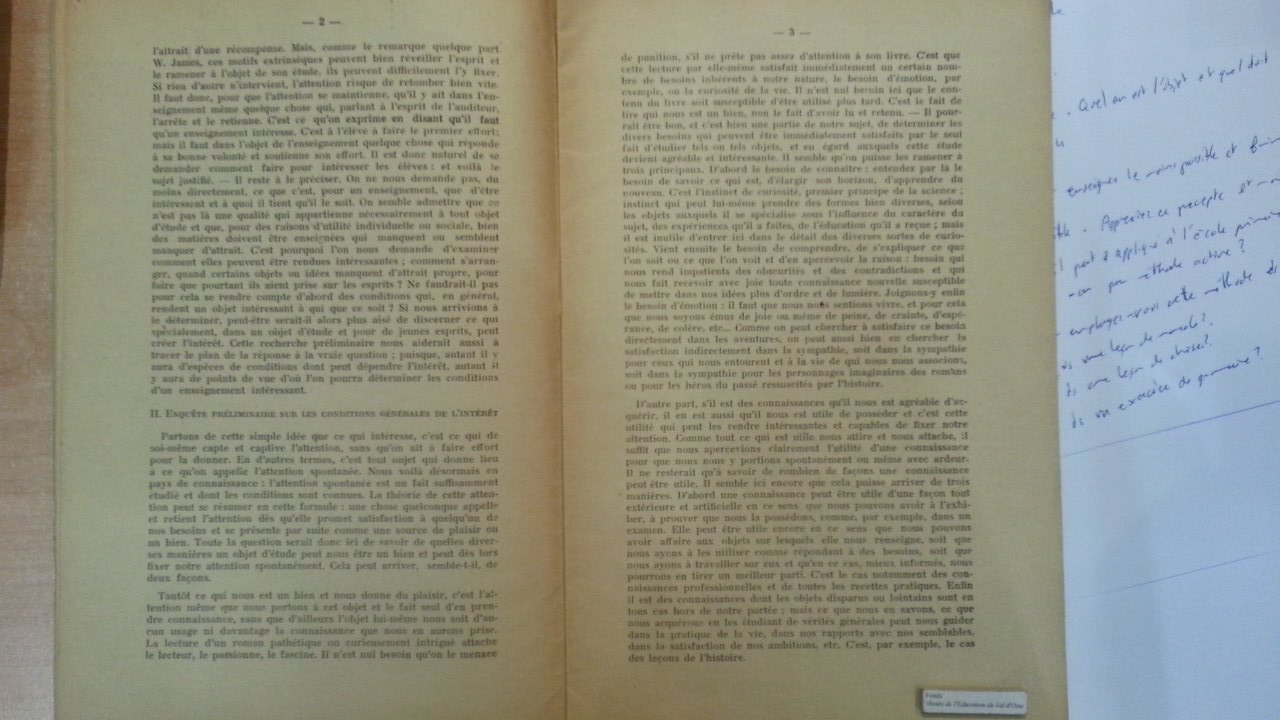 — 2 —
l'attrait d'une récompense. Mais, comme le remarque quelque part
W. James, ces motifs extrinsèques peuvent bien réveiller l'esprit et
le ramener à l'objet de son étude, ils peuvent difficilement l'y fixer.
Si rien d'autre n'intervient, l'attention risque de retomber bien vite.
Il faut donc, pour que l'attention se maintienne, qu'il y ait dans l'en-
seignement même quelque chose qui, parlant à l'esprit de l'auditeur,
l'arrête et le retienne. C'est ce qu'on exprime en disant qu'il faut
qu'un enseignement intéresse. C'est à l'élève à faire le premier effort;
mais il faut dans l'objet de l'enseignement quelque chose qui réponde
à sa bonne volonté et soutienne son effort. Il est donc naturel de se
demander comment faire pour intéresser les élèves : et voilà le
sujet justifié. — Il reste à le préciser. On ne nous demande pas, du
moins directement, ce que c'est, pour un enseignement, que d'être
intéressant et à quoi il tient qu'il le soit. On semble admettre que ce
n'est pas là une qualité qui appartienne nécessairement à tout objet
d'étude et que, pour des raisons d'utilité individuelle ou sociale, bien
des matières doivent être enseignées qui manquent ou semblent
manquer d'attrait. C'est pourquoi l'on nous demande d'examiner
comment elles peuvent être rendues intéressantes ; comment s'arran-
ger, quand certains objets ou idées manquent d'attrait propre, pour
faire que pourtant ils aient prise sur les esprits ? Ne faudrait-il pas
pour cela se rendre compte d'abord des conditions qui, en général,
rendent un objet intéressant à qui que ce soit ? Si nous arrivions à
le déterminer, peut-être serait-il alors plus aisé de discerner ce qui
spécialement, dans un objet d'étude et pour de jeunes esprits, peut
créer l'intérêt. Cette recherche préliminaire nous aiderait aussi à
tracer le plan de la réponse à la vraie question ; puisque, autant il y
aura d'espèces de conditions dont peut dépendre l'intérêt, autant il
y aura de points de vue d'où l'on pourra déterminer les conditions
d'un enseignement intéressant.
II. Enquête préliminaire sur les conditions générales de l'intérêt
Partons de cette simple idée que ce qui intéresse, c'est ce qui de
soi-même capte et captive l'attention, sans qu'on ait à faire effort
pour la donner. En d'autres termes, c'est tout objet qui donne lieu
à ce qu'on appelle l'attention spontanée. Nous voilà désormais en
pays de connaissance : l'attention spontanée est un fait suffisamment
étudié et dont les conditions sont connues. La théorie de cette atten-
tion peut se résumer en cette formule : une chose quelconque appelle
et retient l'attention dès qu'elle promet satisfaction à quelqu'un de
nos besoins et se présente par suite comme une source de plaisir ou
un bien. Toute la question serait donc ici de savoir de quelles diver-
ses manières un objet d'étude peut nous être un bien et peut dès lors
fixer notre attention spontanément. Cela peut arriver, semble-t-il, de
deux façons.
Tantôt ce qui nous est un bien et nous donne du plaisir, c'est l'at-
tention même que nous portons à cet objet et le fait seul d'en pren-
dre connaissance, sans que d'ailleurs l'objet lui-même nous soit d'au-
cun usage ni davantage la connaissance que nous en aurons prise.
La lecture d'un roman pathétique ou curieusement intrigué attache
le lecteur, le passionne, le fascine. Il n'est nul besoin qu'on le menace
— 3 —
de punition, s'il ne prête pas assez d'attention à son livre. C'est que
cette lecture par elle-même satisfait immédiatement un certain nom-
bre de besoins inhérents à notre nature, le besoin d'émotion, par
exemple, ou la curiosité de la vie. Il n'est nul besoin ici que le con-
tenu du livre soit susceptible d'être utilisé plus tard. C'est le fait de
lire qui nous est un bien, non le fait d'avoir lu et retenu. — Il pour-
rait être bon, et c'est bien une partie de notre sujet, de déterminer les
divers besoins qui peuvent être immédiatement satisfaits par le seul
fait d'étudier tels ou tels objets, et en égard auxquels cette étude
devient agréable et intéressante. Il semble qu'on puisse les ramener à
trois principaux. D'abord le besoin de connaître ; entendez par là le
besoin de savoir ce qui est, d'élargir son horizon, d'apprendre du
nouveau. C'est l'instinct de curiosité, premier principe de la science ;
instinct qui peut lui-même prendre des formes bien diverses, selon
les objets auxquels il se spécialise sous l'influence du caractère du
sujet, des expériences qu'il a faites, de l'éducation qu'il a reçue ; mais
il est inutile d'entrer ici dans le détail des diverses sortes de curio-
sités. Vient ensuite le besoin de comprendre, de s'expliquer ce que
l'on sait ou ce que l'on voit et d'en apercevoir la raison : besoin qui
nous rend impatients des obscurités et des contradictions et qui
nous fait recevoir avec joie toute connaissance nouvelle susceptible
de mettre dans nos idées plus d'ordre et de lumière. Joignons-y enfin
le besoin d'émotion : il faut que nous nous sentions vivre, et pour cela
que nous soyons émus de joie ou même de peine, de crainte, d'espé-
rance, de colère, etc... Comme on peut chercher à satisfaire ce besoin
directement dans les aventures, on peut aussi bien en chercher la
satisfaction indirectement dans la sympathie, soit dans la sympathie
pour ceux qui nous entourent et à la vie de qui nous nous associons,
soit dans la sympathie pour les personnages imaginaires des romans
ou pour les héros du passé ressuscités par l'histoire.
D'autre part, s'il est des connaissances qu'il nous est agréable d'ac-
quérir, il en est aussi qu'il nous est utile de posséder et c'est cette
utilité qui peut les rendre intéressantes et capables de fixer notre
attention. Comme tout ce qui est utile nous attire et nous attache, il
suffit que nous apercevions clairement l'utilité d'une connaissance
pour que nous nous y portions spontanément ou même avec ardeur.
Il ne resterait qu'à savoir de combien de façons une connaissance
peut être utile. Il semble ici encore que cela puisse arriver de trois
manières. D'abord une connaissance peut être utile d'une façon tout
extérieure et artificielle en ce sens que nous pouvons avoir à l'exhi-
ber, à prouver que nous la possédons, comme, par exemple, dans un
examen. Elle peut être utile encore en ce sens que nous pouvons
avoir affaire aux objets sur lesquels elle nous renseigne, soit que
nous ayons à les utiliser comme répondant à des besoins, soit que
nous ayons à travailler sur eux et qu'en ce cas, mieux informés, nous
pourrons en tirer un meilleur parti. C'est le cas notamment des con-
naissances professionnelles et de toutes les recettes pratiques. Enfin
il est des connaissances dont les objets disparus ou lointains sont en
tous cas hors de notre portée ; mais ce que nous en savons, ce que
nous acquérons en les étudiant de vérités générales peut nous guider
dans la pratique de la vie, dans nos rapports avec nos semblables,
dans la satisfaction de nos ambitions, etc. C'est, par exemple, le cas
des leçons de l'histoire.
Musée de l'Education du Val d'Oise
. Quel en est l'objet et quel doit
enseigner le moins possible et faire
. Appréciez ce précepte et
il peut s'applique à l'école primaire
-on par méthode active ?
employez-vous cette méthode
une leçon de morale ?
une leçon de choses ?
un exercice de grammaire ?